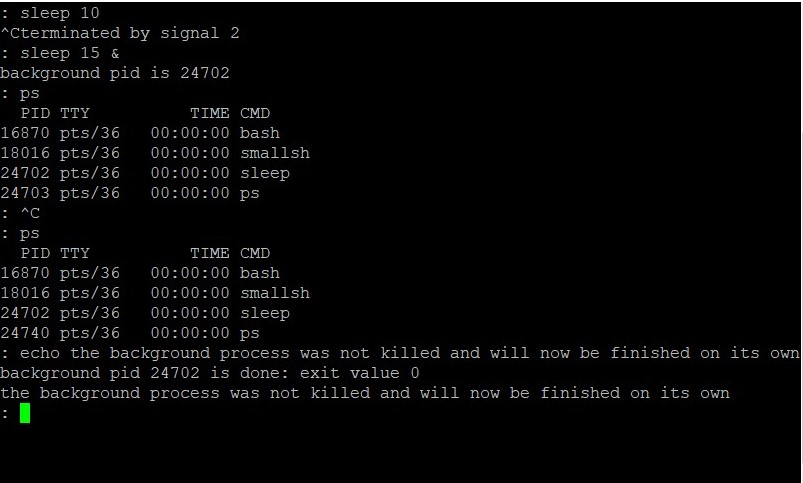 : sleep 10
^Cterminated by signal 2
: sleep 15 &
background pid is 24702
: ps
  PID TTY          TIME CMD
16870 pts/36   00:00:00 bash
18016 pts/36   00:00:00 smallsh
24702 pts/36   00:00:00 sleep
24703 pts/36   00:00:00 ps
: ^C
: ps
  PID TTY          TIME CMD
16870 pts/36   00:00:00 bash
18016 pts/36   00:00:00 smallsh
24702 pts/36   00:00:00 sleep
24740 pts/36   00:00:00 ps
: echo the background process was not killed and will now be finished on its own
background pid 24702 is done: exit value 0
the background process was not killed and will now be finished on its own
: